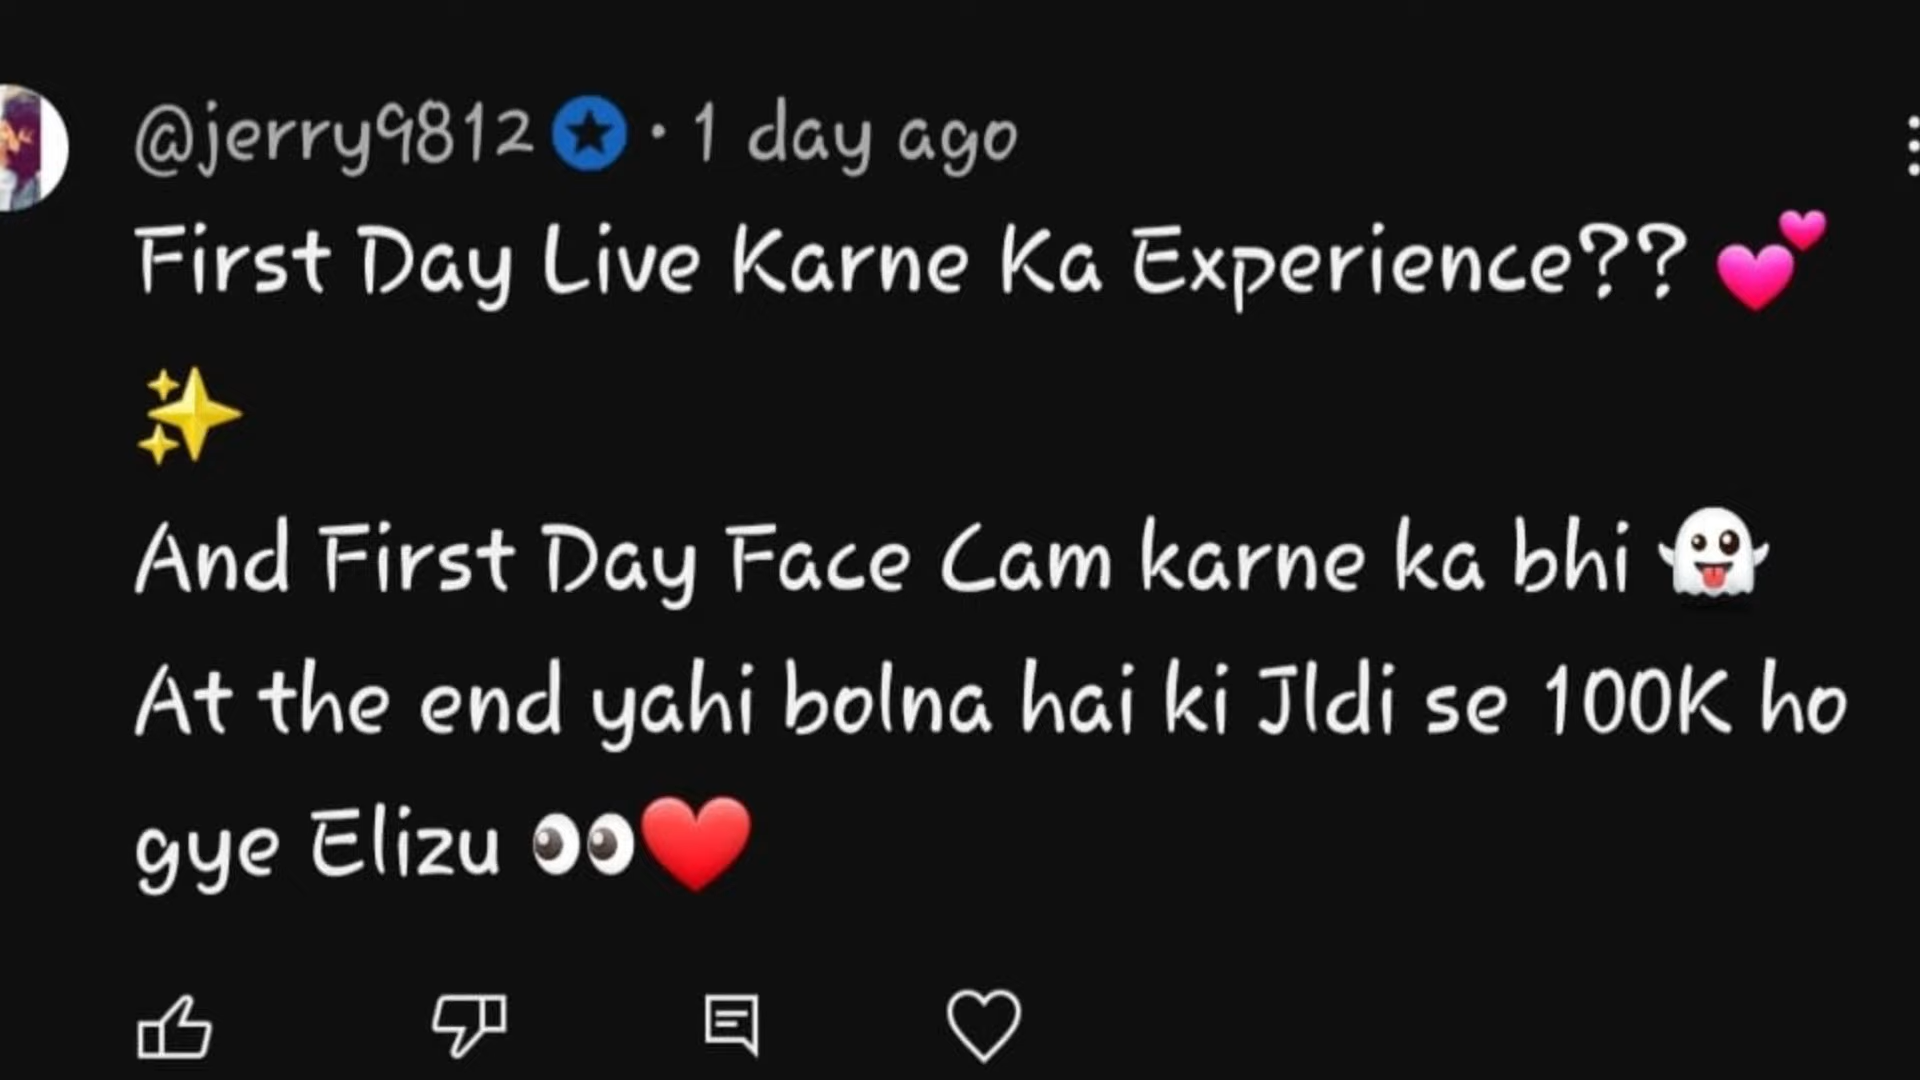 @jerry9812 • 1 day ago
First Day Live Karne Ka Experience?? 💕
✨
And First Day Face Cam karne ka bhi 👻
At the end yahi bolna hai ki Jldi se 100K ho
gye Elizu 👀❤️